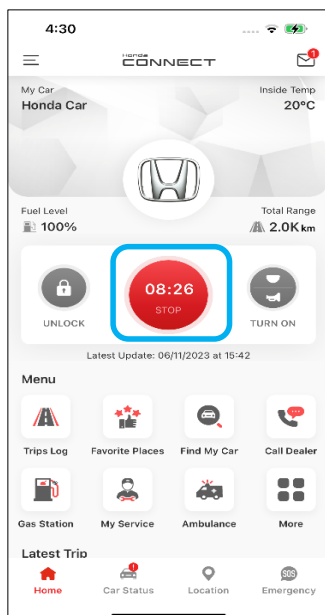 4:30
HONDA
CONNECT
1
My Car
Inside Temp
Honda Car
20°C
Fuel Level
Total Range
100%
2.0K km
08:26
STOP
UNLOCK
TURN ON
Latest Update: 06/11/2023 at 15:42
Menu
Trips Log
Favorite Places
Find My Car
Call Dealer
Gas Station
My Service
Ambulance
More
Latest Trip
SOS
Home
Car Status
Location
Emergency